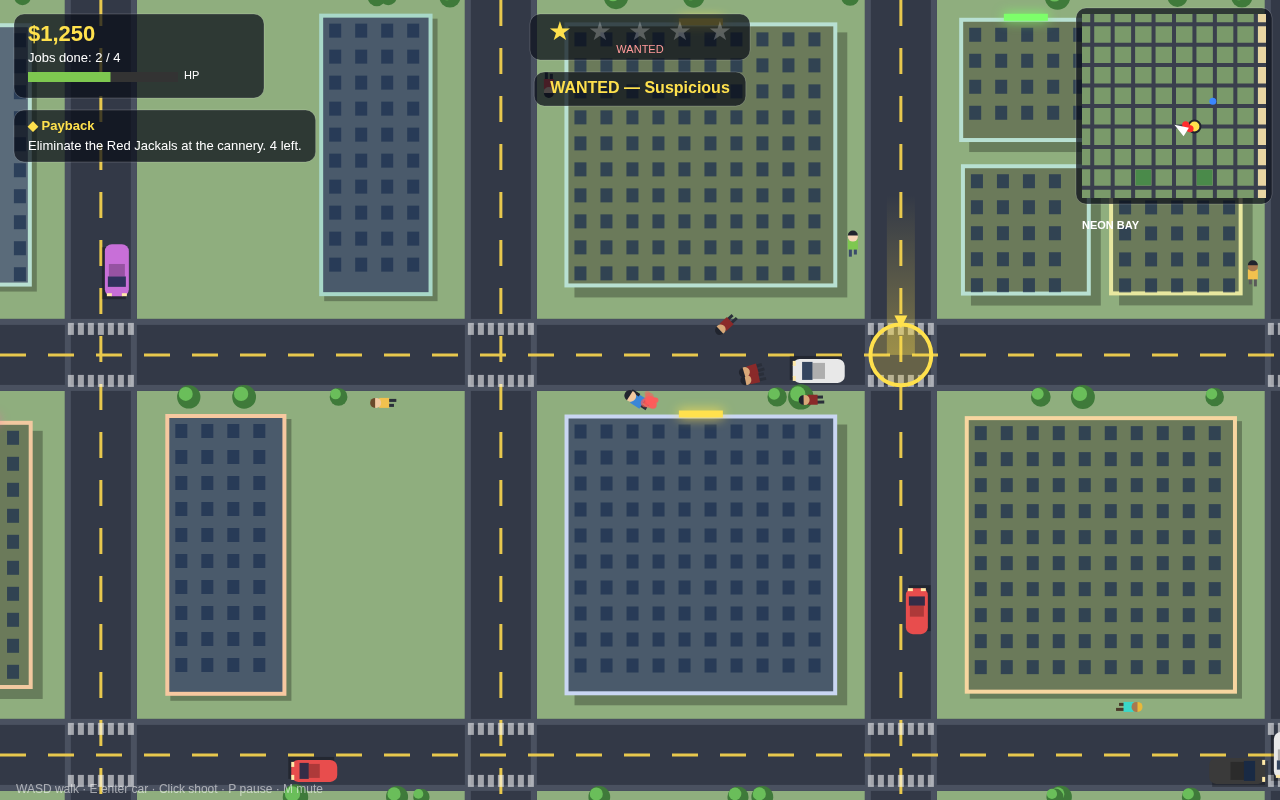 $1,250
Jobs done: 2 / 4
HP
◆ Payback
Eliminate the Red Jackals at the cannery. 4 left.
WANTED
WANTED — Suspicious
NEON BAY
WASD walk · E enter car · Click shoot · P pause · M mute